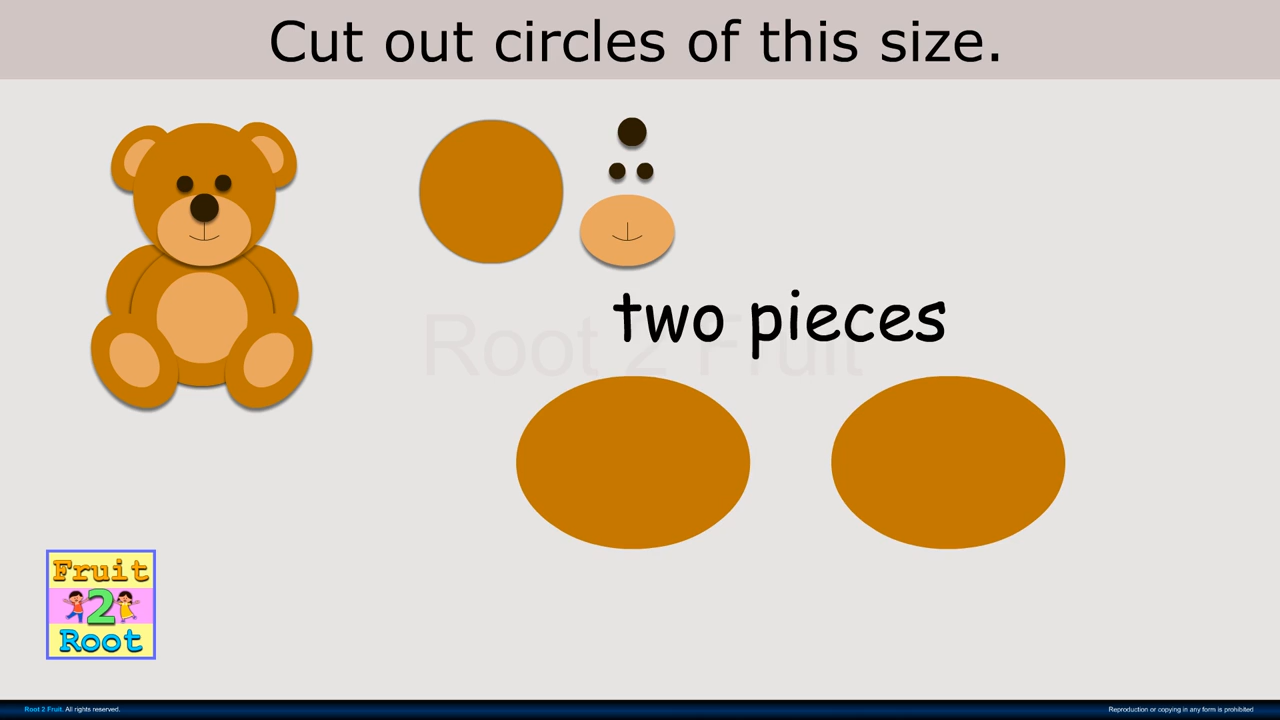 Cut out circles of this size.
two pieces
Root 2 Fruit
Fruit
2
Root
Root 2 Fruit. All rights reserved.
Reproduction or copying in any form is prohibited